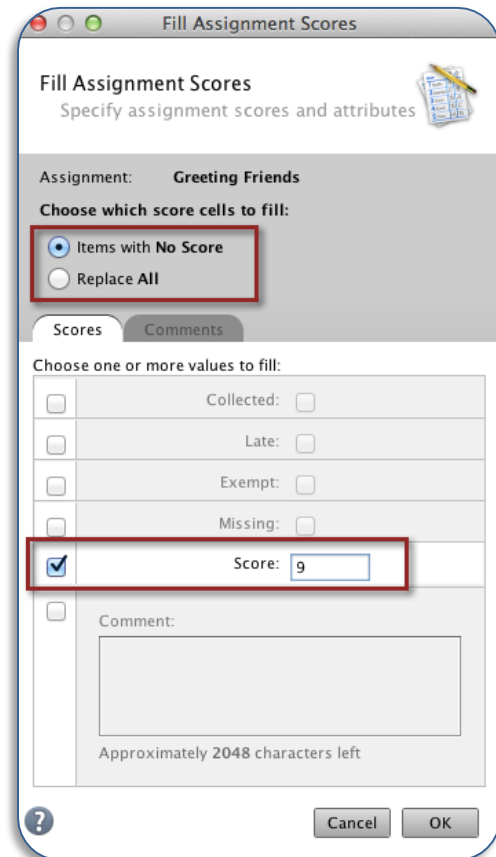 Fill Assignment Scores
Fill Assignment Scores
Specify assignment scores and attributes
Assignment: Greeting Friends
Choose which score cells to fill:
Items with No Score
Replace All
Scores Comments
Choose one or more values to fill:
Collected:
Late:
Exempt:
Missing:
Score: 9
Comment:
Approximately 2048 characters left
? Cancel OK